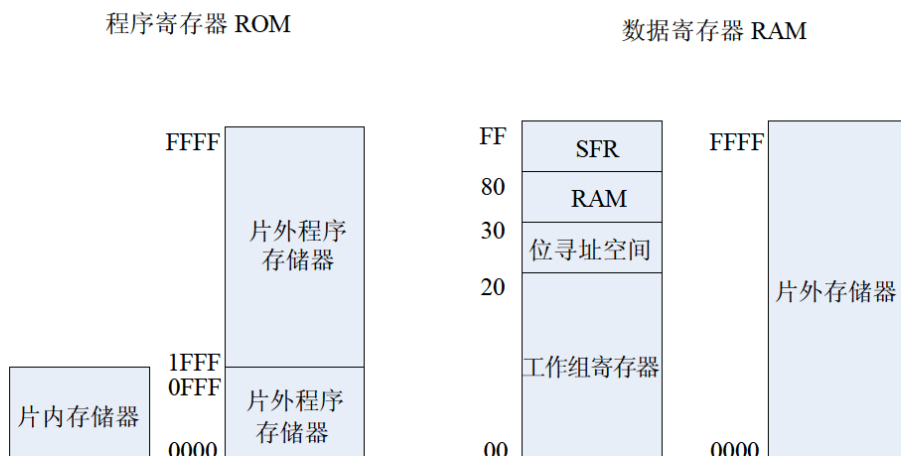 程序寄存器 ROM
数据寄存器 RAM
FFFF
片外程序
存储器
1FFF
0FFF
片内存储器
片外程序
存储器
0000
FF
SFR
80
RAM
30
位寻址空间
20
工作组寄存器
00
FFFF
片外存储器
0000